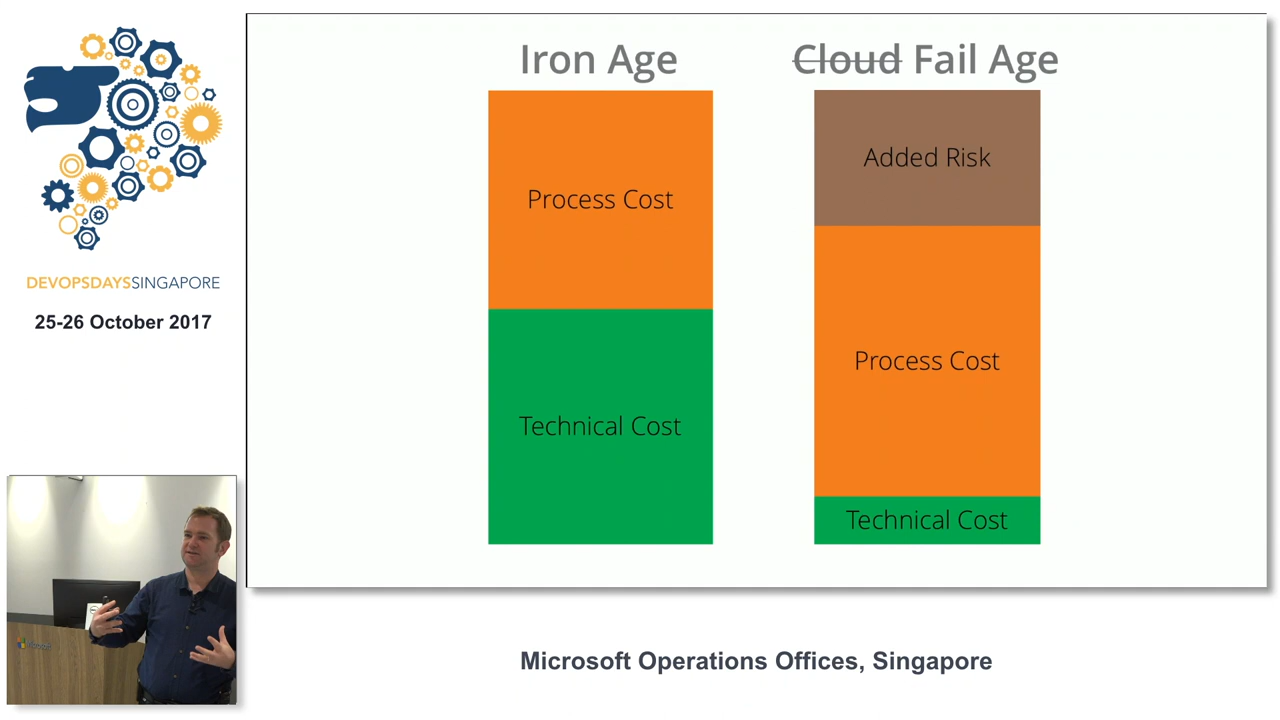 DEVOPSDAYSSINGAPORE
25-26 October 2017
Iron Age
Process Cost
Technical Cost
Cloud Fail Age
Added Risk
Process Cost
Technical Cost
Microsoft Operations Offices, Singapore